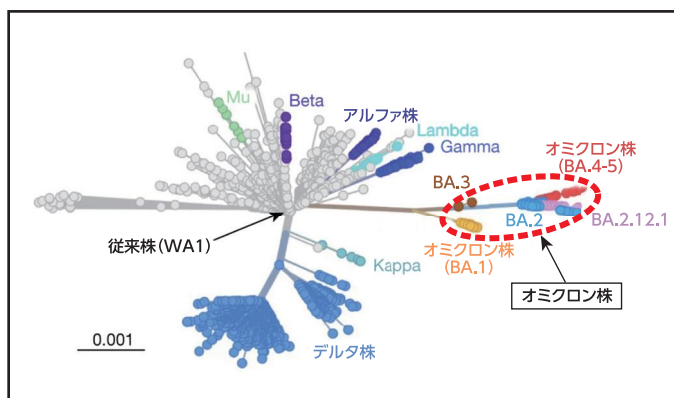 Mu
Beta
アルファ株
Lambda
Gamma
オミクロン株
(BA.4-5)
BA.3
BA.2
BA.2.12.1
従来株(WA1)
オミクロン株
(BA.1)
Kappa
オミクロン株
0.001
デルタ株